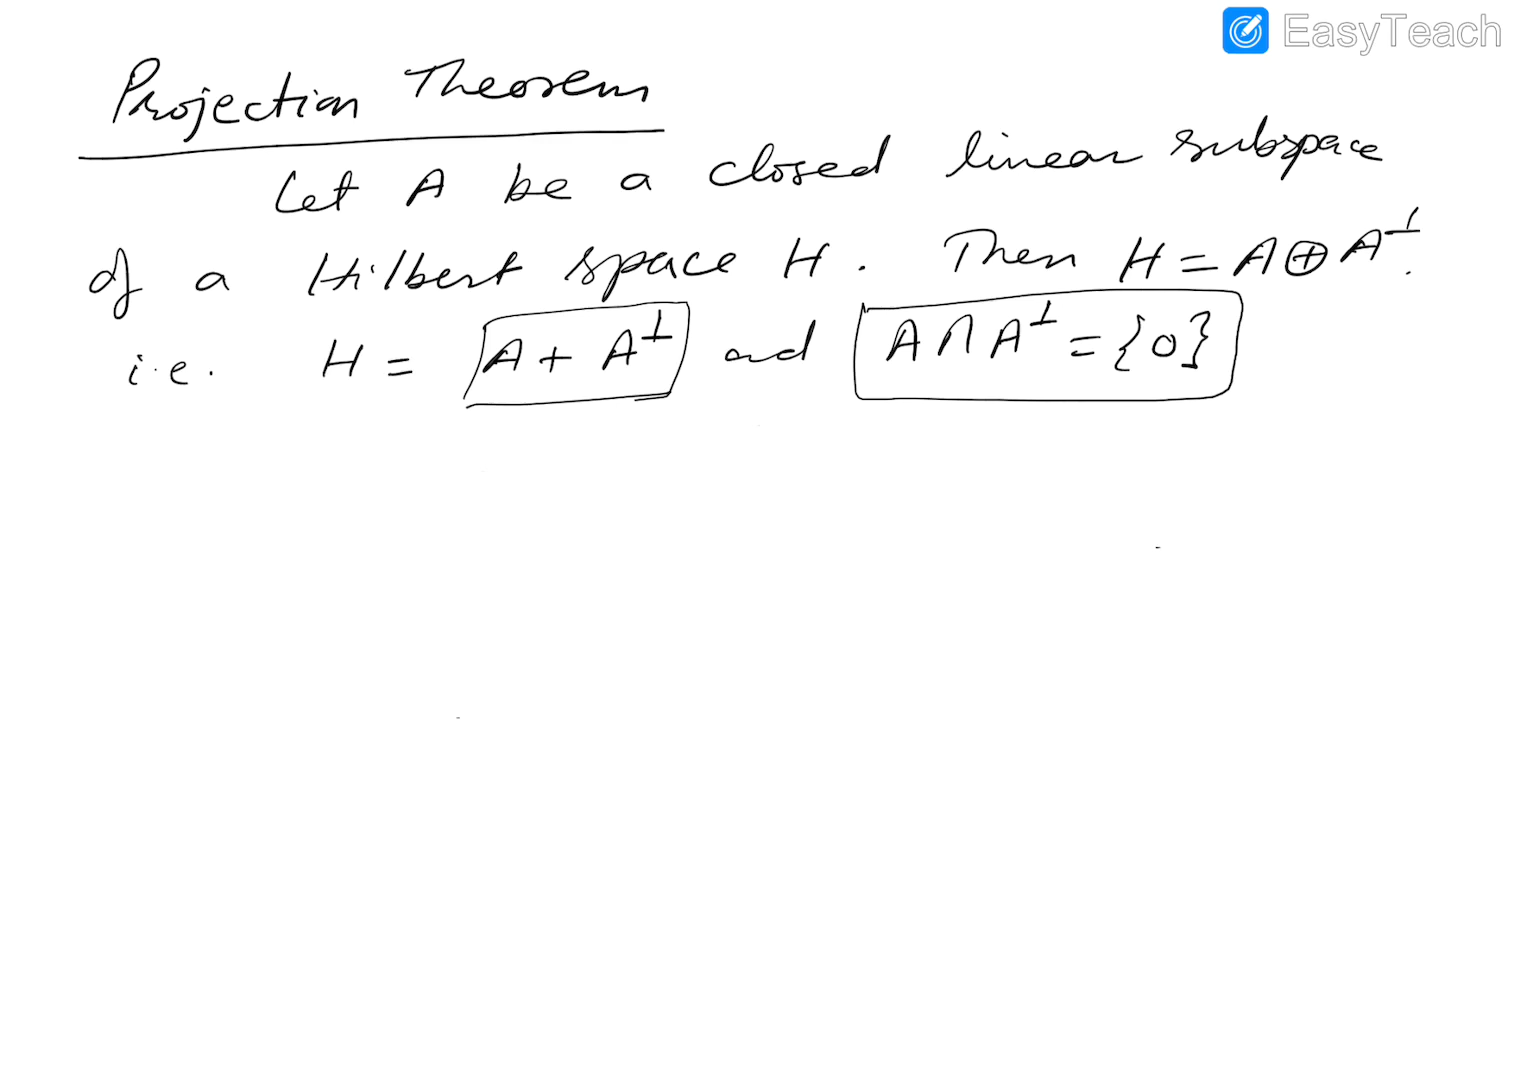 EasyTeach
Projection Theorem
Let A be a closed linear subspace
of a Hilbert space H. Then H = A ⊕ A⊥.
i.e. H = A + A⊥ and A ∩ A⊥ = {0}